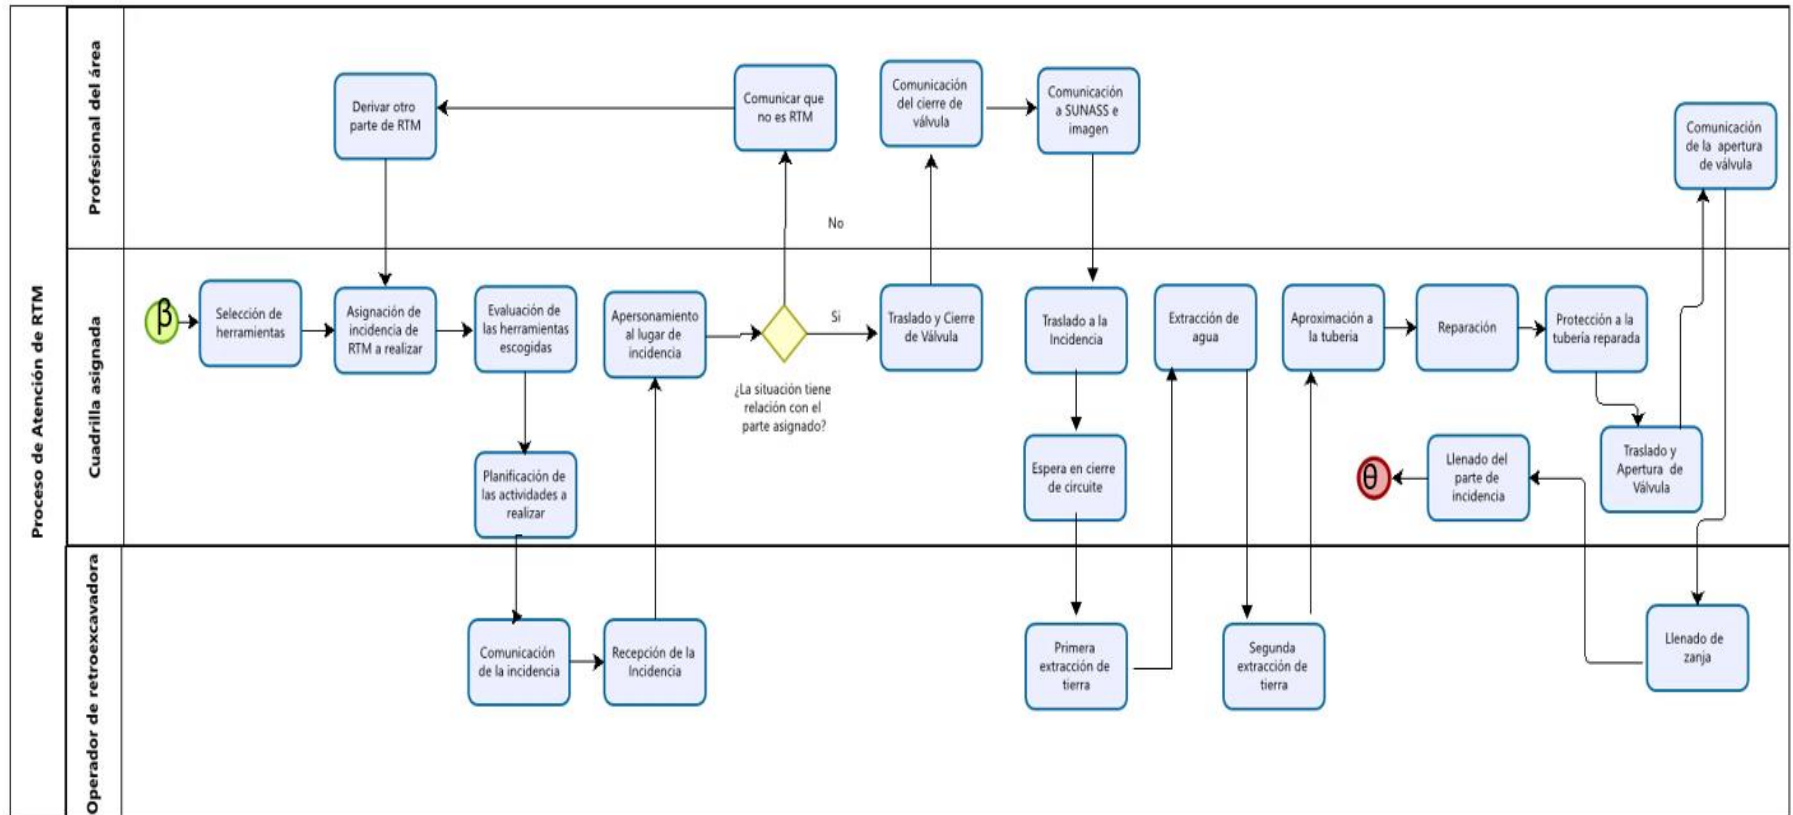 Proceso de Atención de RTM
Profesional del área
Derivar otro
parte de RTM
Comunicar que
no es RTM
Comunicación
del cierre de
válvula
Comunicación
a SUNASS e
imagen
Comunicación
de la apertura
de válvula
No
Cuadrilla asignada
β
Selección de
herramientas
Asignación de
incidencia de
RTM a realizar
Evaluación de
las herramientas
escogidas
Apersonamiento
al lugar de
incidencia
¿La situación tiene
relación con el
parte asignado?
Si
Traslado y Cierre
de Válvula
Traslado a la
Incidencia
Extracción de
agua
Aproximación a
la tuberia
Reparación
Protección a la
tubería reparada
Planificación de
las actividades a
realizar
Espera en cierre
de circuite
θ
Llenado del
parte de
incidencia
Traslado y
Apertura de
Válvula
Operador de retroexcavadora
Comunicación
de la incidencia
Recepción de la
Incidencia
Primera
extracción de
tierra
Segunda
extracción de
tierra
Llenado de
zanja